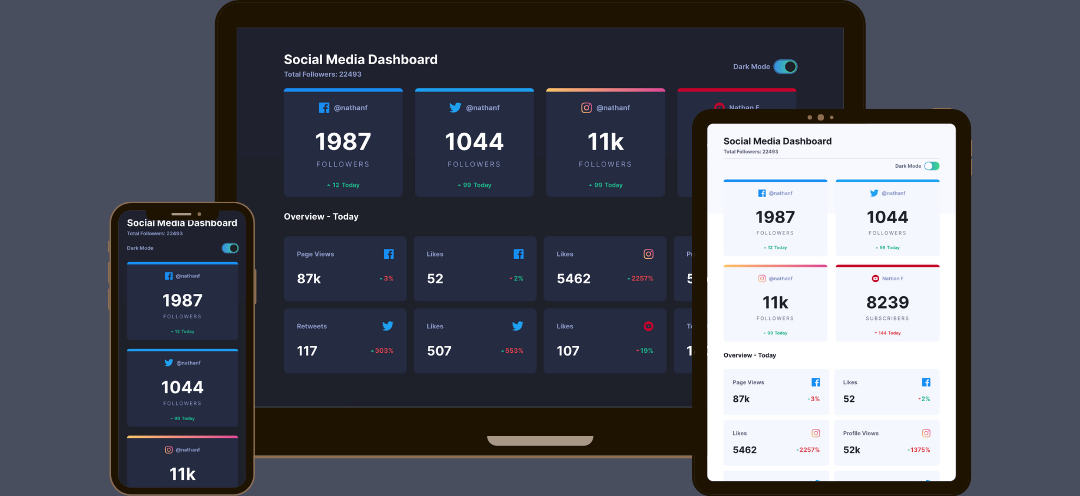 Social Media Dashboard
Total Followers: 22493
Dark Mode
@nathanf
@nathanf
@nathanf
Nathan F
1987
1044
11k
FOLLOWERS
FOLLOWERS
FOLLOWERS
12 Today
99 Today
99 Today
Overview - Today
Page Views
Likes
Likes
87k
3%
52
2%
5462
2257%
Retweets
Likes
Likes
117
303%
507
553%
107
19%
Social Media Dashboard
Total Followers: 22493
Dark Mode
@nathanf
1987
FOLLOWERS
12 Today
@nathanf
1044
FOLLOWERS
99 Today
@nathanf
11k
Social Media Dashboard
Total Followers: 22493
Dark Mode
@nathanf
@nathanf
1987
1044
FOLLOWERS
FOLLOWERS
12 Today
99 Today
@nathanf
Nathan F
11k
8239
FOLLOWERS
SUBSCRIBERS
99 Today
144 Today
Overview - Today
Page Views
Likes
87k
3%
52
2%
Likes
Profile Views
5462
2257%
52k
1375%